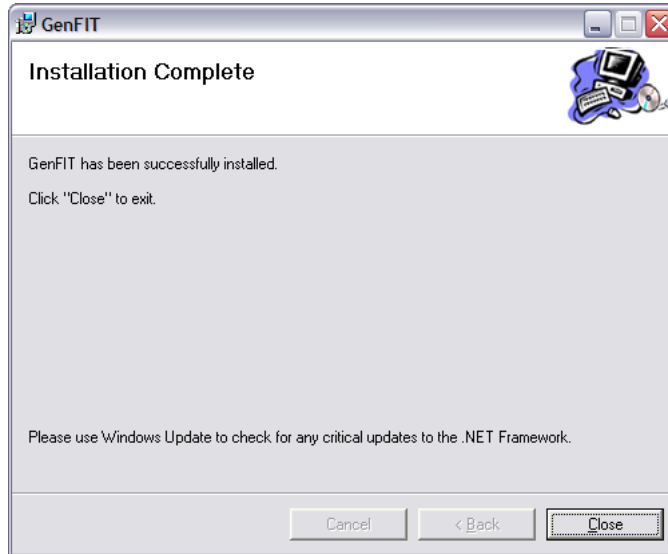 GenFIT
Installation Complete
GenFIT has been successfully installed.
Click "Close" to exit.
Please use Windows Update to check for any critical updates to the .NET Framework.
Cancel
< Back
Close